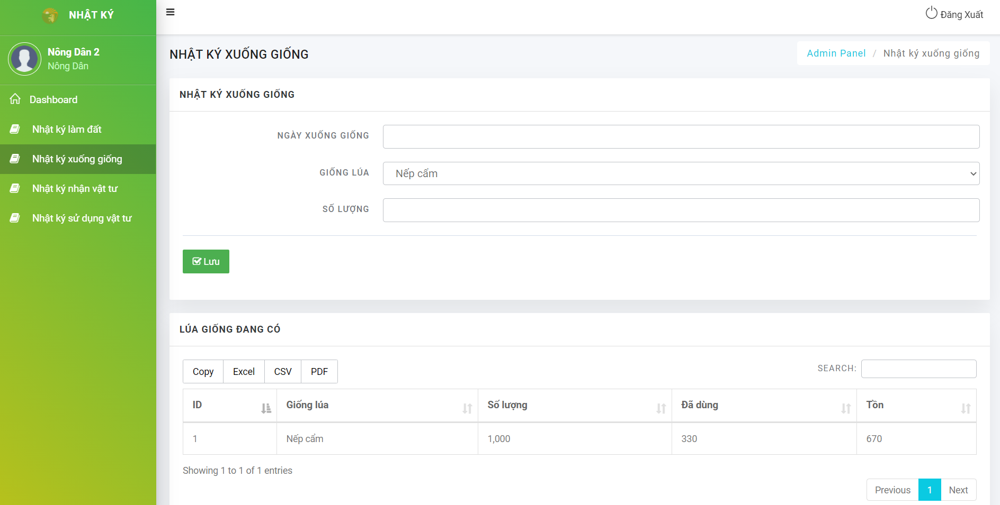 NHẬT KÝ
Đăng Xuất
Nông Dân 2
Nông Dân
Dashboard
Nhật ký làm đất
Nhật ký xuống giống
Nhật ký nhận vật tư
Nhật ký sử dụng vật tư
NHẬT KÝ XUỐNG GIỐNG
Admin Panel / Nhật ký xuống giống
NHẬT KÝ XUỐNG GIỐNG
NGÀY XUỐNG GIỐNG
GIỐNG LÚA Nếp cẩm
SỐ LƯỢNG
Lưu
LÚA GIỐNG ĐANG CÓ
Copy Excel CSV PDF
SEARCH:
ID Giống lúa Số lượng Đã dùng Tồn
1 Nếp cẩm 1,000 330 670
Showing 1 to 1 of 1 entries
Previous 1 Next